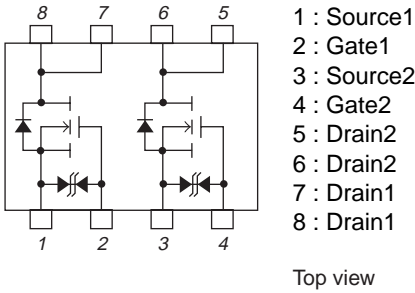 8 7 6 5
1 2 3 4
1 : Source1
2 : Gate1
3 : Source2
4 : Gate2
5 : Drain2
6 : Drain2
7 : Drain1
8 : Drain1
Top view